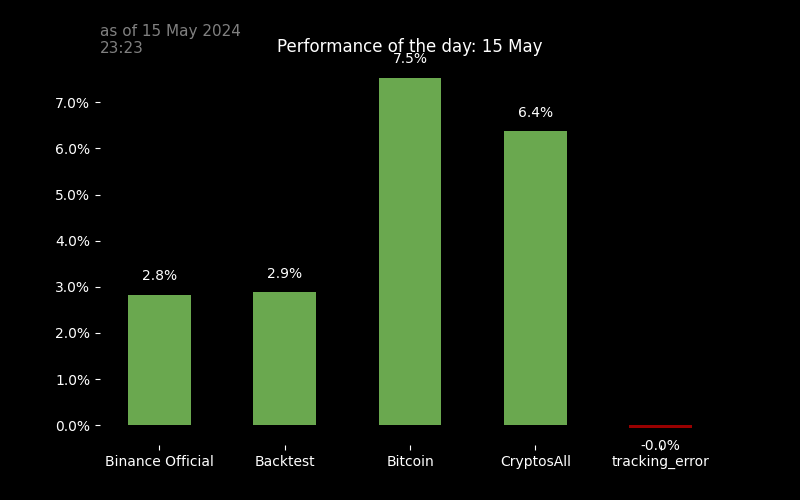 as of 15 May 2024
23:23
Performance of the day: 15 May
7.5%
7.0%
6.4%
6.0%
5.0%
4.0%
3.0%
2.8%
2.9%
2.0%
1.0%
0.0%
-0.0%
Binance Official
Backtest
Bitcoin
CryptosAll
tracking_error